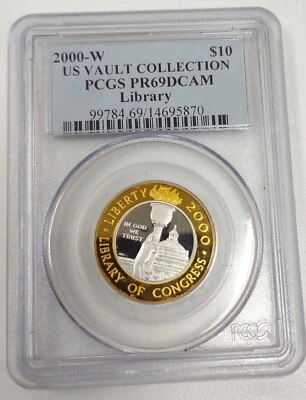 2000-W $10
US VAULT COLLECTION
PCGS PR69DCAM
Library
99784.69/14695870
LIBERTY 2000
IN GOD
WE
TRUST
LIBRARY OF CONGRESS
PCGS